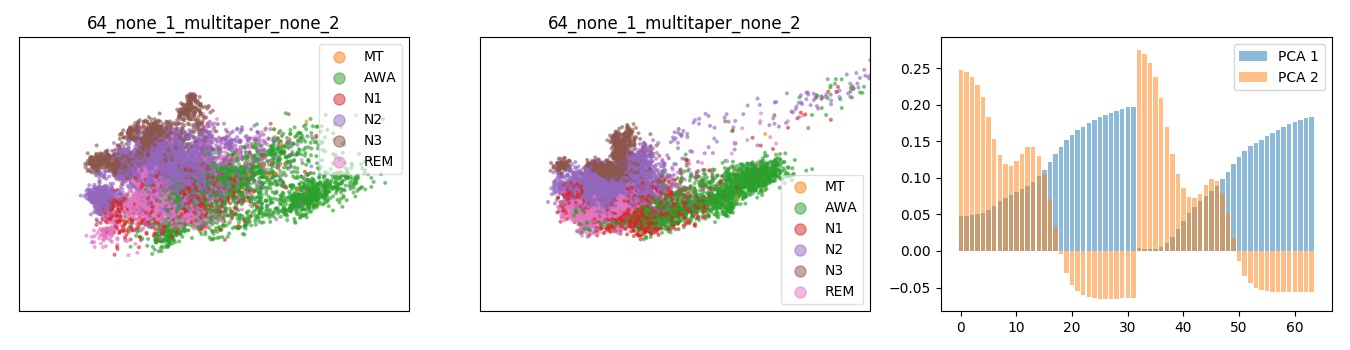 64_none_1_multitaper_none_2
MT
AWA
N1
N2
N3
REM
64_none_1_multitaper_none_2
MT
AWA
N1
N2
N3
REM
PCA 1
PCA 2
0.25
0.20
0.15
0.10
0.05
0.00
−0.05
0 10 20 30 40 50 60